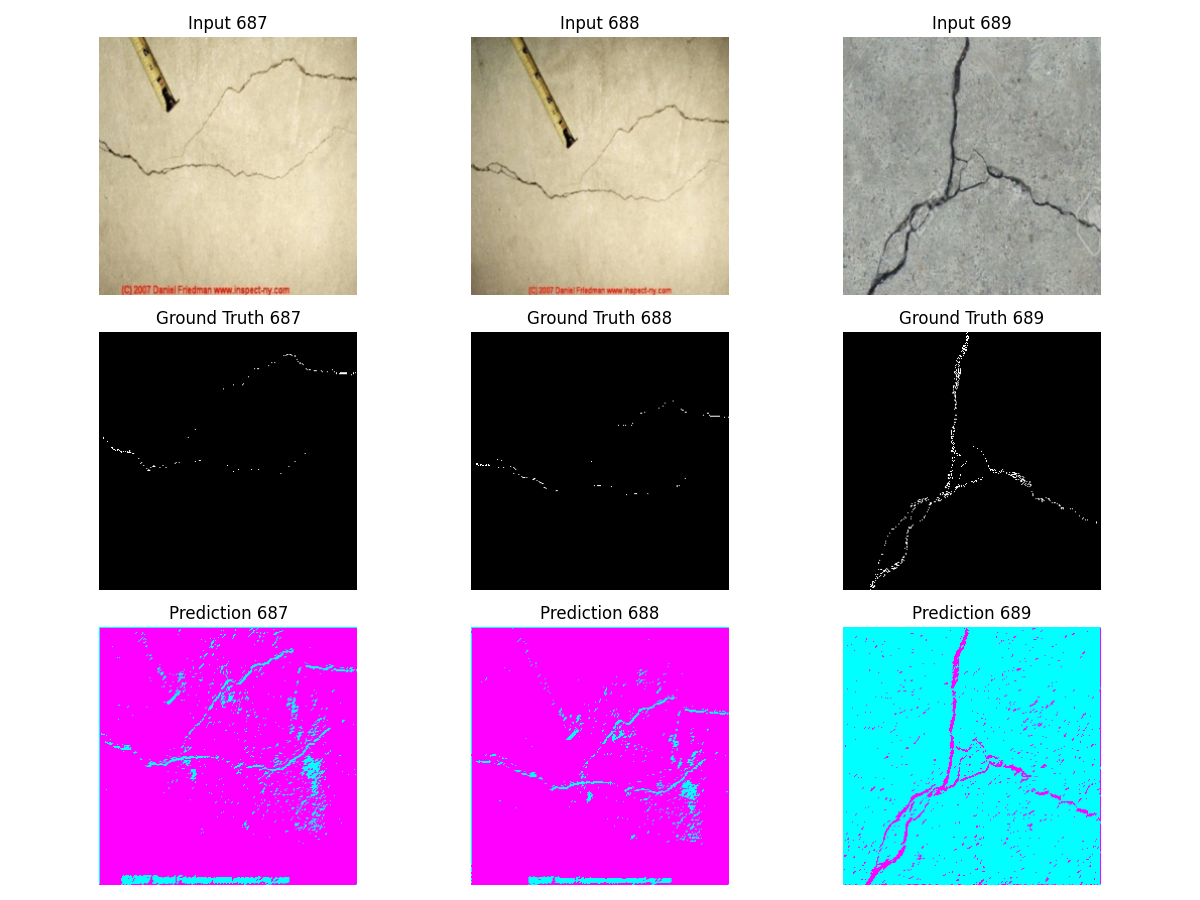 Input 687
Input 688
Input 689
(C) 2007 Daniel Friedman www.inspect-ny.com
(C) 2007 Daniel Friedman www.inspect-ny.com
Ground Truth 687
Ground Truth 688
Ground Truth 689
Prediction 687
Prediction 688
Prediction 689